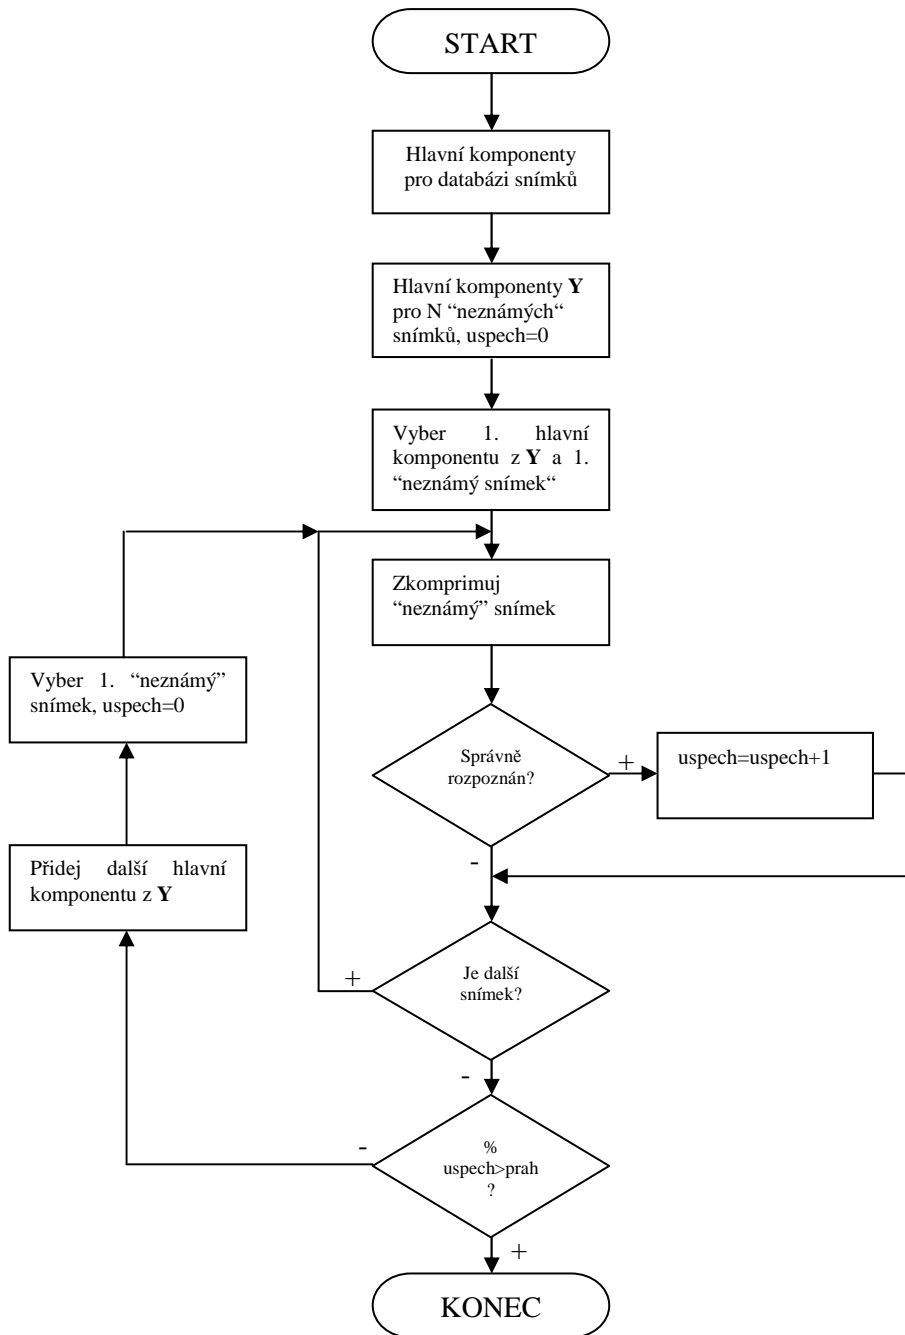 START
Hlavní komponenty
pro databázi snímků
Hlavní komponenty Y
pro N “neznámých“
snímků, uspech=0
Vyber 1. hlavní
komponentu z Y a 1.
“neznámý snímek“
Zkomprimuj
“neznámý” snímek
Vyber 1. “neznámý”
snímek, uspech=0
Správně
rozpoznán?
+
uspech=uspech+1
-
Přidej další hlavní
komponentu z Y
Je další
snímek?
+
-
%
uspech>prah
?
-
+
KONEC